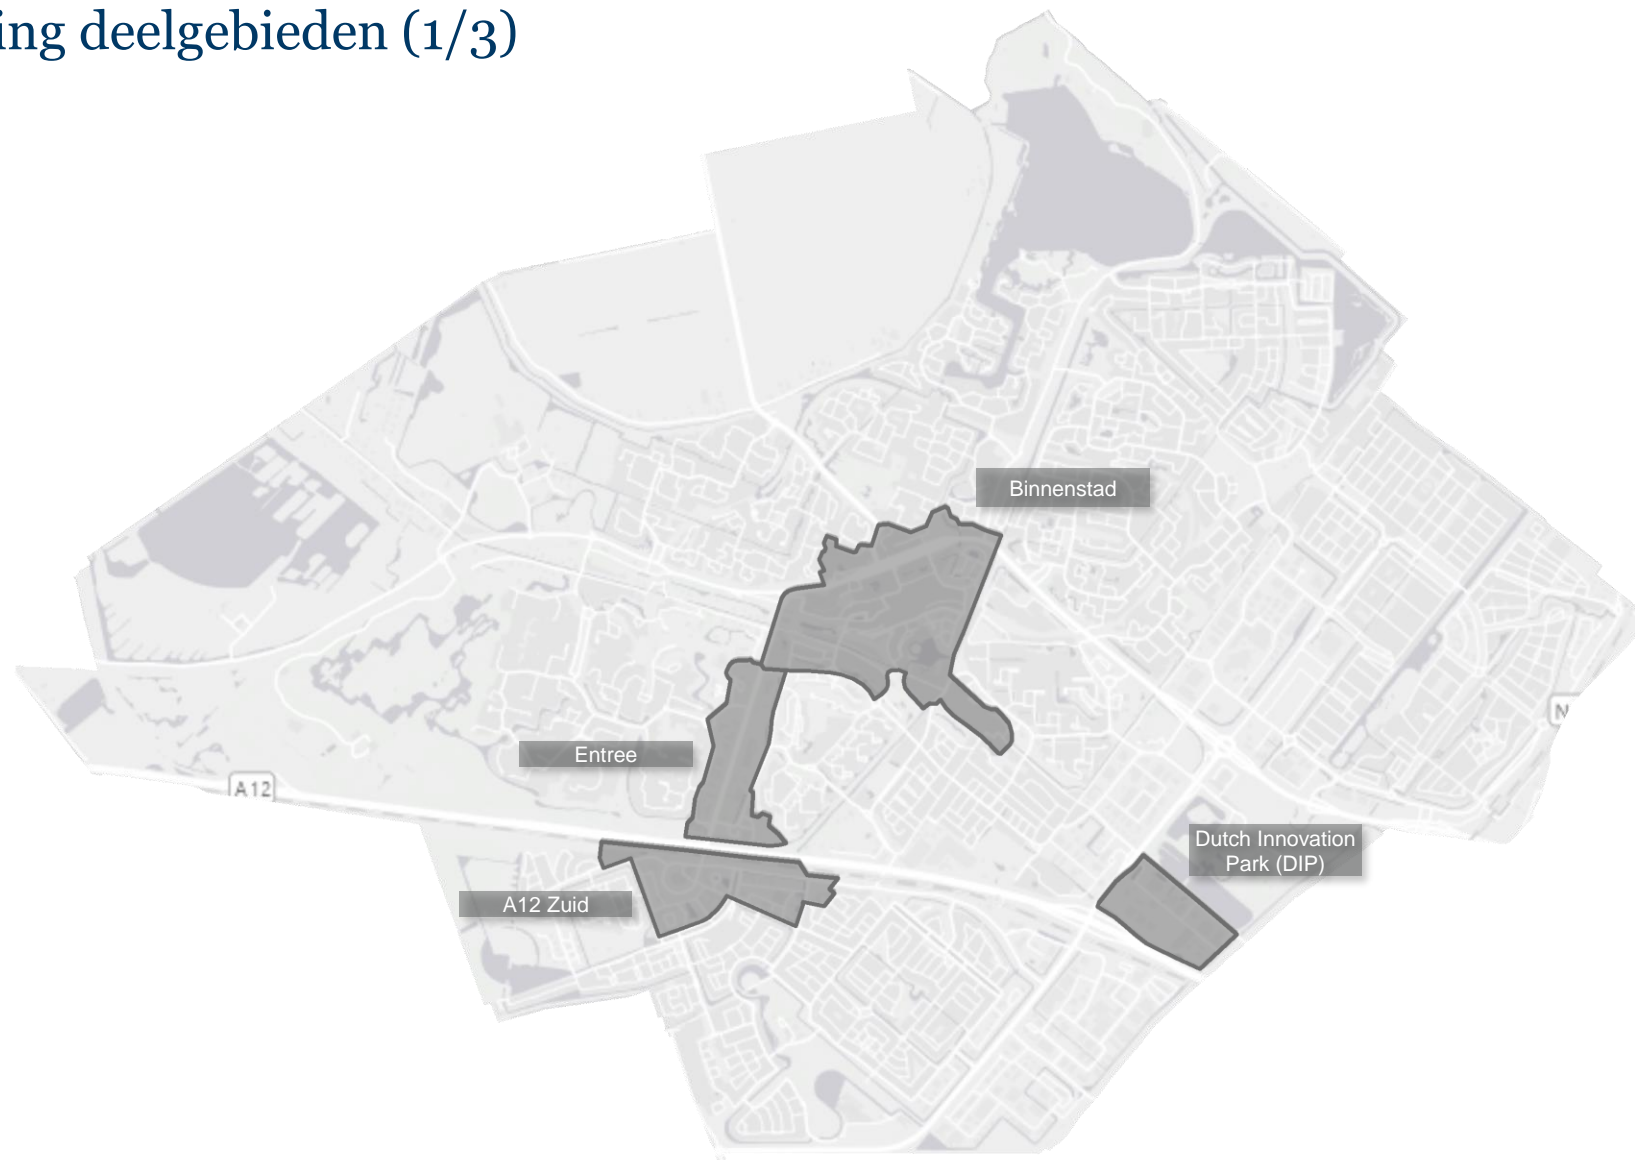 ing deelgebieden (1/3)
Binnenstad
Entree
A12
N
Dutch Innovation
Park (DIP)
A12 Zuid